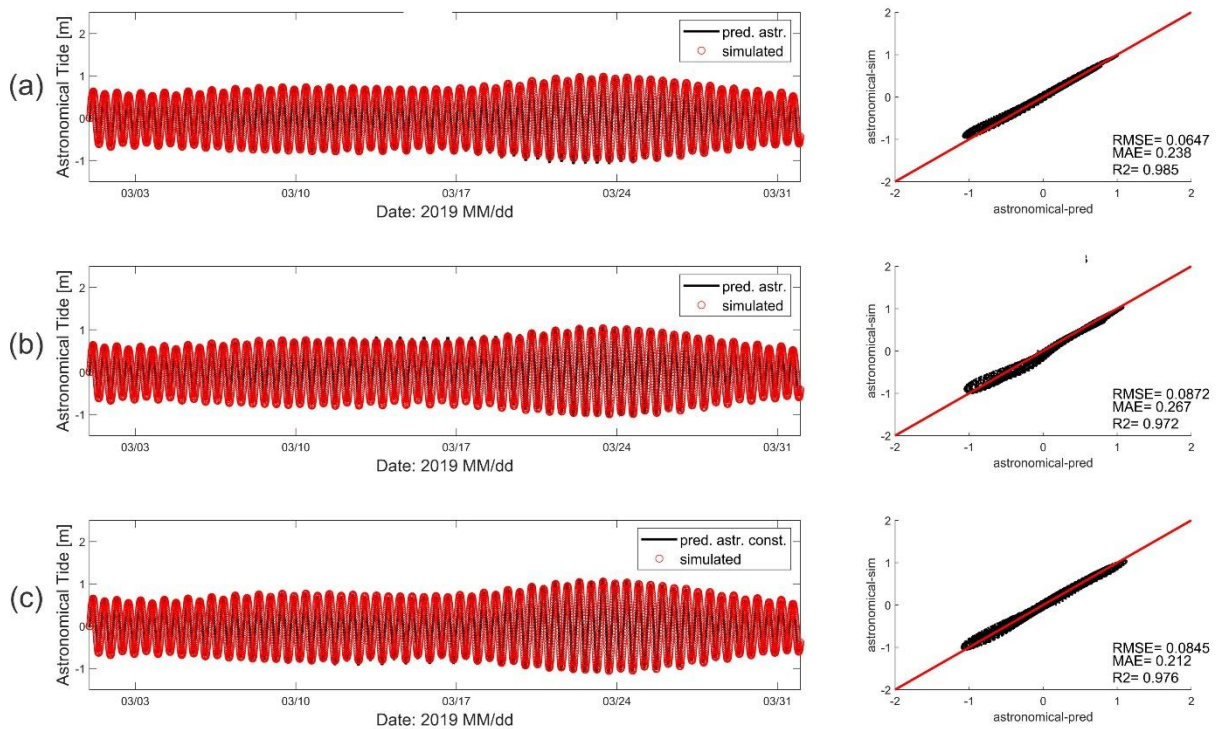 (a)
Astronomical Tide [m]
2
1
0
-1
pred. astr.
simulated
03/03
03/10
03/17
03/24
03/31
Date: 2019 MM/dd
astronomical-sim
2
1
0
-1
-2
RMSE= 0.0647
MAE= 0.238
R2= 0.985
-2
-1
0
1
2
astronomical-pred
(b)
Astronomical Tide [m]
2
1
0
-1
pred. astr.
simulated
03/03
03/10
03/17
03/24
03/31
Date: 2019 MM/dd
astronomical-sim
2
1
0
-1
-2
RMSE= 0.0872
MAE= 0.267
R2= 0.972
-2
-1
0
1
2
astronomical-pred
(c)
Astronomical Tide [m]
2
1
0
-1
pred. astr. const.
simulated
03/03
03/10
03/17
03/24
03/31
Date: 2019 MM/dd
astronomical-sim
2
1
0
-1
-2
RMSE= 0.0845
MAE= 0.212
R2= 0.976
-2
-1
0
1
2
astronomical-pred